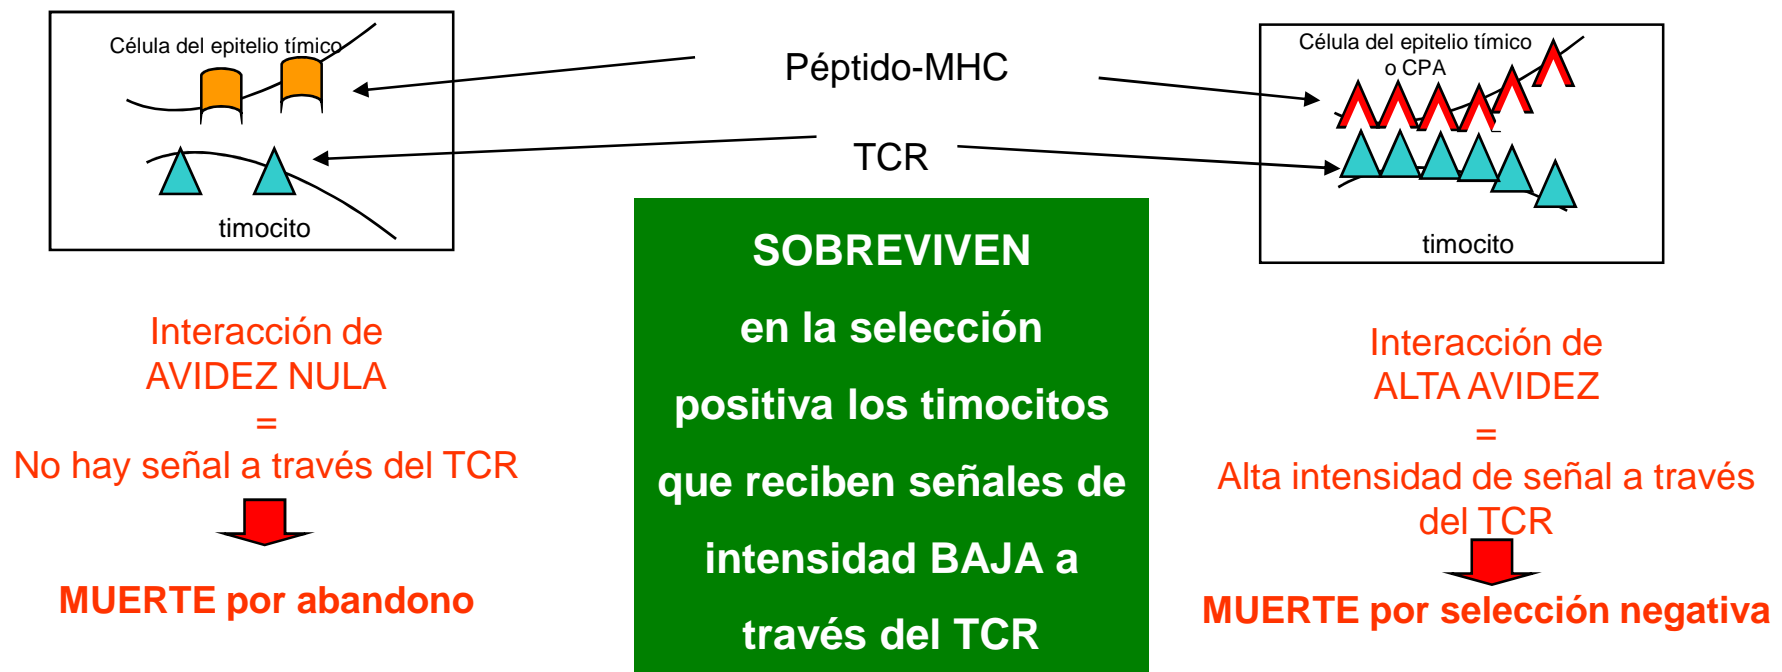 Célula del epitelio tímico
timocito
Interacción de
AVIDEZ NULA
=
No hay señal a través del TCR
MUERTE por abandono
Péptido-MHC
TCR
SOBREVIVEN
en la selección
positiva los timocitos
que reciben señales de
intensidad BAJA a
través del TCR
Célula del epitelio tímico
o CPA
timocito
Interacción de
ALTA AVIDEZ
=
Alta intensidad de señal a través
del TCR
MUERTE por selección negativa